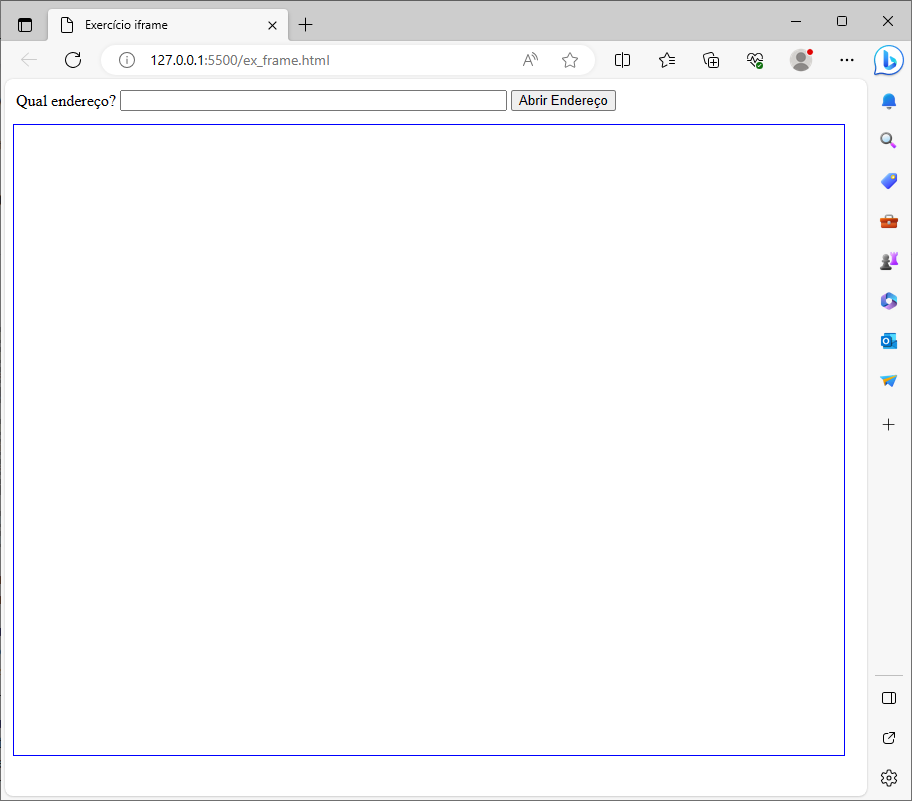 Exercício iframe
127.0.0.1:5500/ex_frame.html
Qual endereço? Abrir Endereço